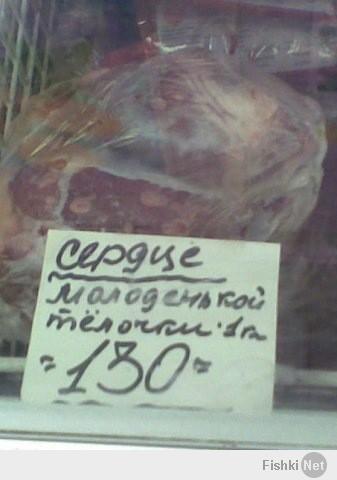 сердце
молоденькой
тёлочки·1кг
=130=
Fishki Net